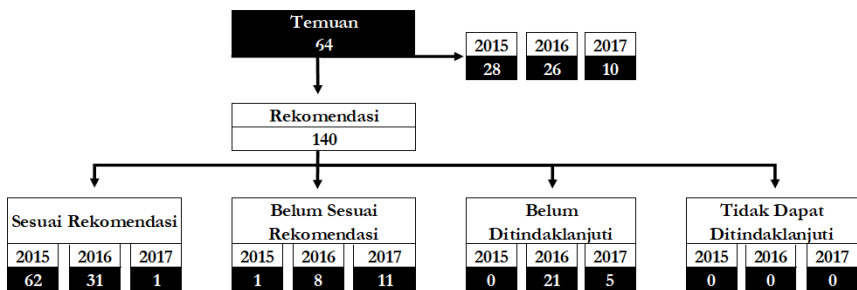 Temuan
64
2015 2016 2017
28 26 10
Rekomendasi
140
Sesuai Rekomendasi
2015 2016 2017
62 31 1
Belum Sesuai
Rekomendasi
2015 2016 2017
1 8 11
Belum
Ditindaklanjuti
2015 2016 2017
0 21 5
Tidak Dapat
Ditindaklanjuti
2015 2016 2017
0 0 0